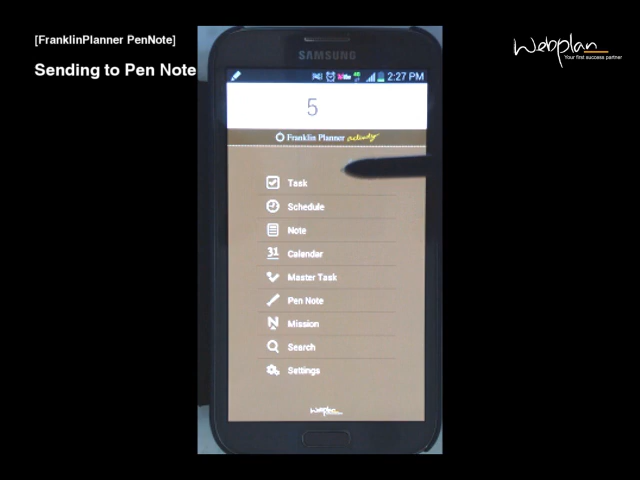 [FranklinPlanner PenNote]
Sending to Pen Note
Webplan
Your first success partner
SAMSUNG
2:27 PM
5
Franklin Planner activity
Task
Schedule
Note
31 Calendar
Master Task
Pen Note
Mission
Search
Settings
Webplan